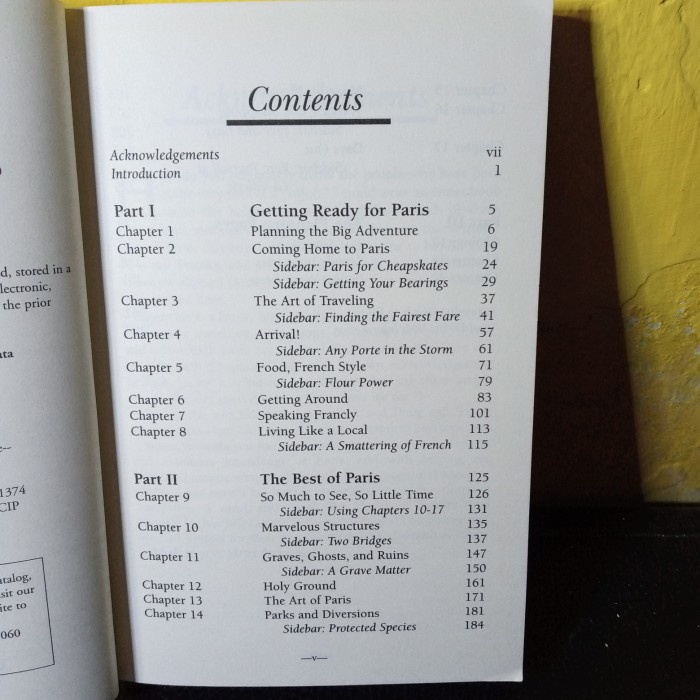 d, stored in a
lectronic,
the prior
ata
1374
CIP
atalog,
sit our
ite to
060
Contents
Acknowledgements vii
Introduction 1
Part I Getting Ready for Paris 5
Chapter 1 Planning the Big Adventure 6
Chapter 2 Coming Home to Paris 19
Sidebar: Paris for Cheapskates 24
Sidebar: Getting Your Bearings 29
Chapter 3 The Art of Traveling 37
Sidebar: Finding the Fairest Fare 41
Chapter 4 Arrival! 57
Sidebar: Any Porte in the Storm 61
Chapter 5 Food, French Style 71
Sidebar: Flour Power 79
Chapter 6 Getting Around 83
Chapter 7 Speaking Francly 101
Chapter 8 Living Like a Local 113
Sidebar: A Smattering of French 115
Part II The Best of Paris 125
Chapter 9 So Much to See, So Little Time 126
Sidebar: Using Chapters 10-17 131
Chapter 10 Marvelous Structures 135
Sidebar: Two Bridges 137
Chapter 11 Graves, Ghosts, and Ruins 147
Sidebar: A Grave Matter 150
Chapter 12 Holy Ground 161
Chapter 13 The Art of Paris 171
Chapter 14 Parks and Diversions 181
Sidebar: Protected Species 184
—v—